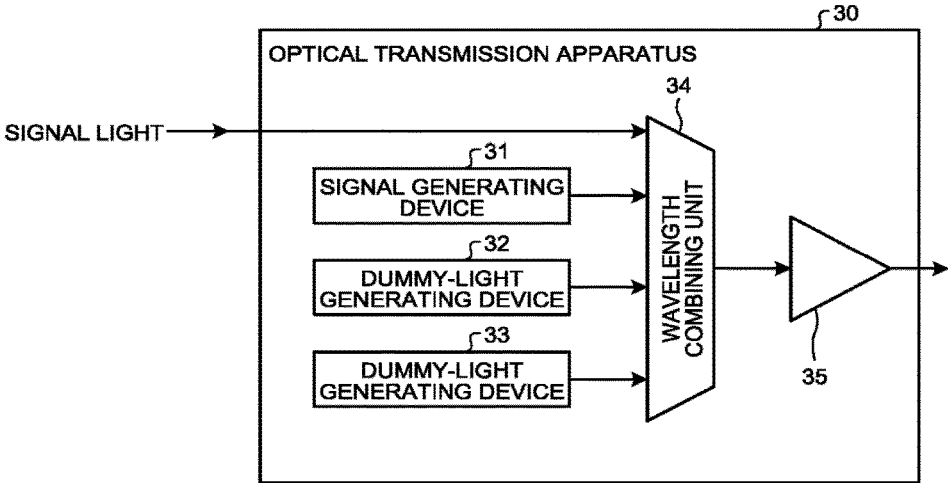 30
OPTICAL TRANSMISSION APPARATUS
34
SIGNAL LIGHT
31
SIGNAL GENERATING
DEVICE
32
DUMMY-LIGHT
GENERATING DEVICE
33
DUMMY-LIGHT
GENERATING DEVICE
WAVELENGTH
COMBINING UNIT
35